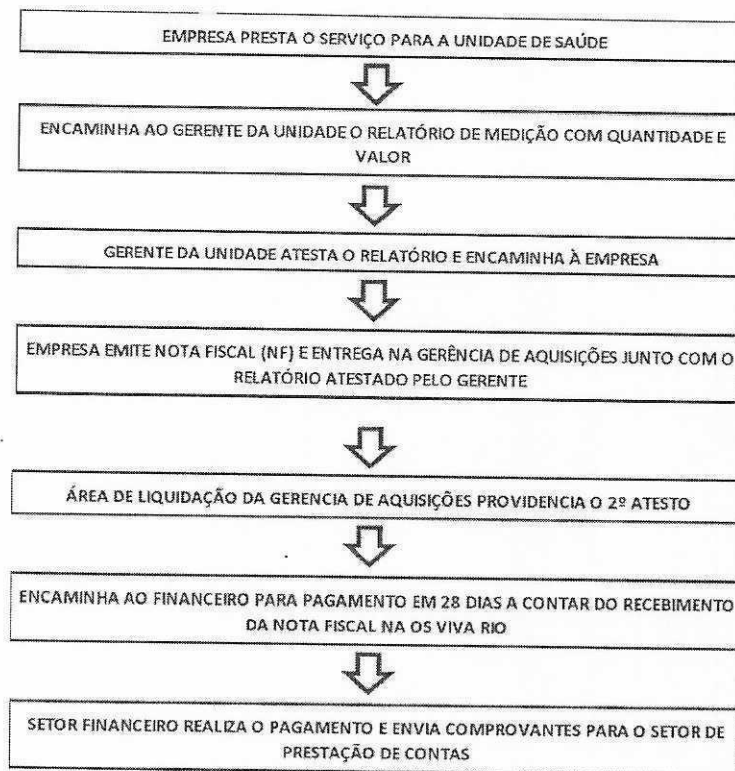 EMPRESA PRESTA O SERVIÇO PARA A UNIDADE DE SAÚDE
ENCAMINHA AO GERENTE DA UNIDADE O RELATÓRIO DE MEDIÇÃO COM QUANTIDADE E
VALOR
GERENTE DA UNIDADE ATESTA O RELATÓRIO E ENCAMINHA À EMPRESA
EMPRESA EMITE NOTA FISCAL (NF) E ENTREGA NA GERÊNCIA DE AQUISIÇÕES JUNTO COM O
RELATÓRIO ATESTADO PELO GERENTE
ÁREA DE LIQUIDAÇÃO DA GERENCIA DE AQUISIÇÕES PROVIDENCIA O 2º ATESTO
ENCAMINHA AO FINANCEIRO PARA PAGAMENTO EM 28 DIAS A CONTAR DO RECEBIMENTO
DA NOTA FISCAL NA OS VIVA RIO
SETOR FINANCEIRO REALIZA O PAGAMENTO E ENVIA COMPROVANTES PARA O SETOR DE
PRESTAÇÃO DE CONTAS